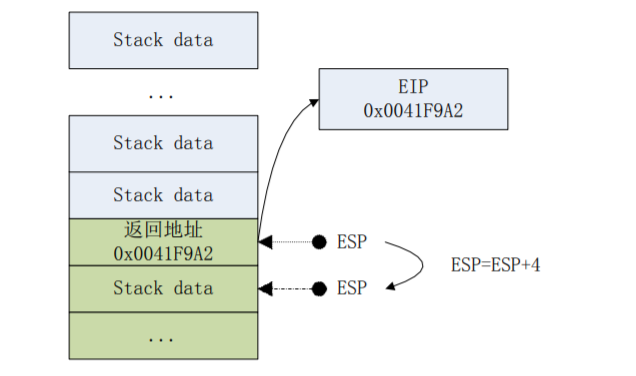 Stack data
...
EIP
0x0041F9A2
Stack data
Stack data
返回地址
0x0041F9A2
ESP
ESP=ESP+4
Stack data
ESP
...